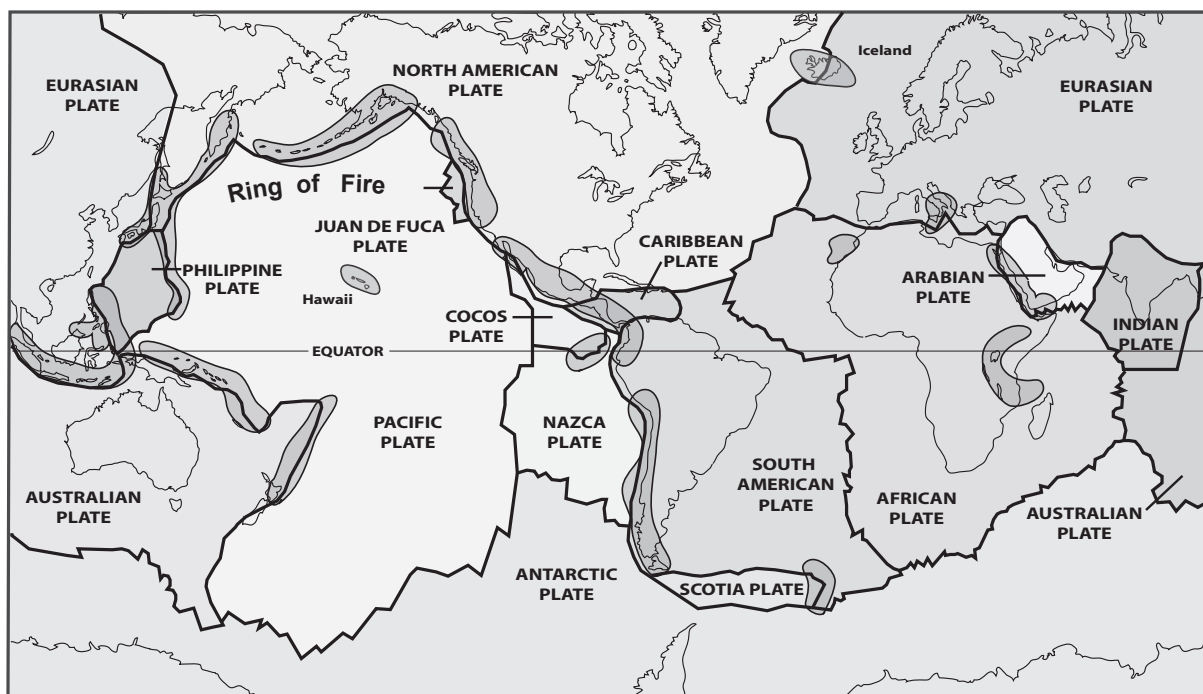 Iceland
NORTH AMERICAN
PLATE
EURASIAN
PLATE
EURASIAN
PLATE
Ring of Fire
JUAN DE FUCA
PLATE
CARIBBEAN
PLATE
PHILIPPINE
PLATE
Hawaii
ARABIAN
PLATE
COCOS
PLATE
INDIAN
PLATE
EQUATOR
PACIFIC
PLATE
NAZCA
PLATE
SOUTH
AMERICAN
PLATE
AUSTRALIAN
PLATE
AFRICAN
PLATE
AUSTRALIAN
PLATE
ANTARCTIC
PLATE
SCOTIA PLATE